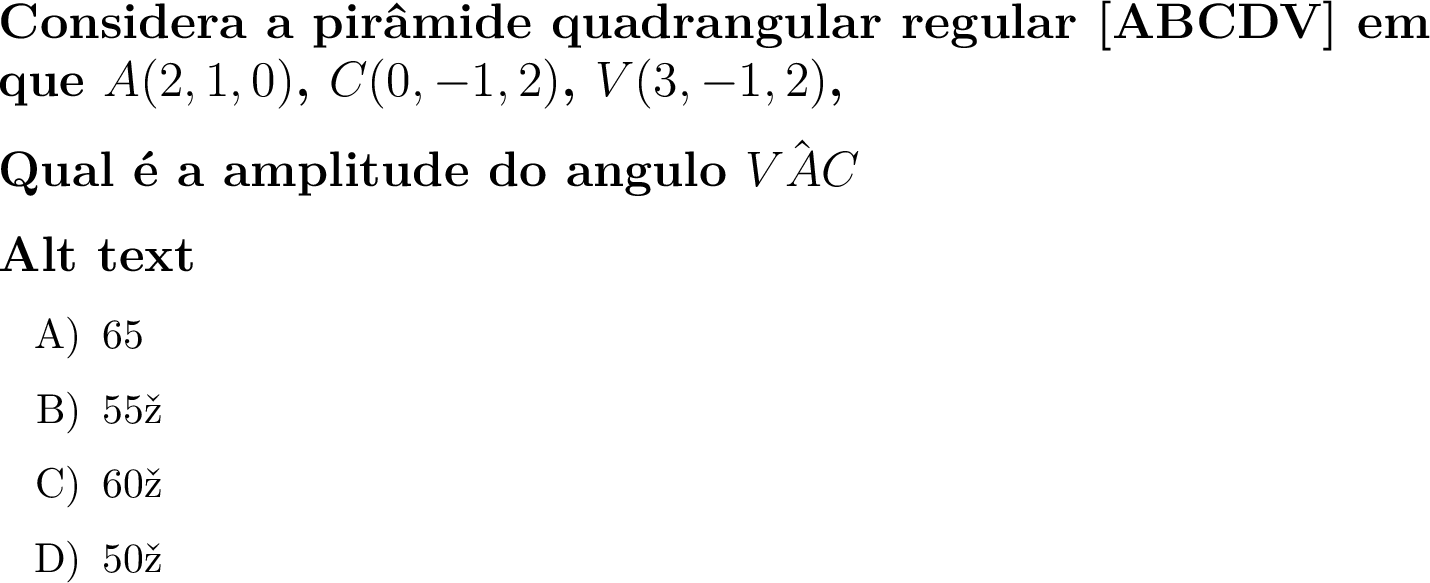 Considera a pirâmide quadrangular regular [ABCDV] em
que A(2, 1, 0), C(0, −1, 2), V(3, −1, 2),
Qual é a amplitude do angulo VÂC
Alt text
A) 65
B) 55ž
C) 60ž
D) 50ž